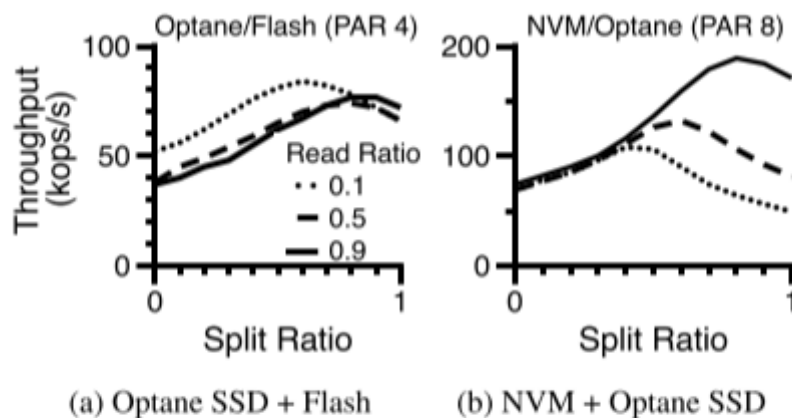 Optane/Flash (PAR 4)
100
50
0
Throughput
(kops/s)
Read Ratio
0.1
0.5
0.9
0
1
Split Ratio
(a) Optane SSD + Flash
NVM/Optane (PAR 8)
200
100
0
0
1
Split Ratio
(b) NVM + Optane SSD